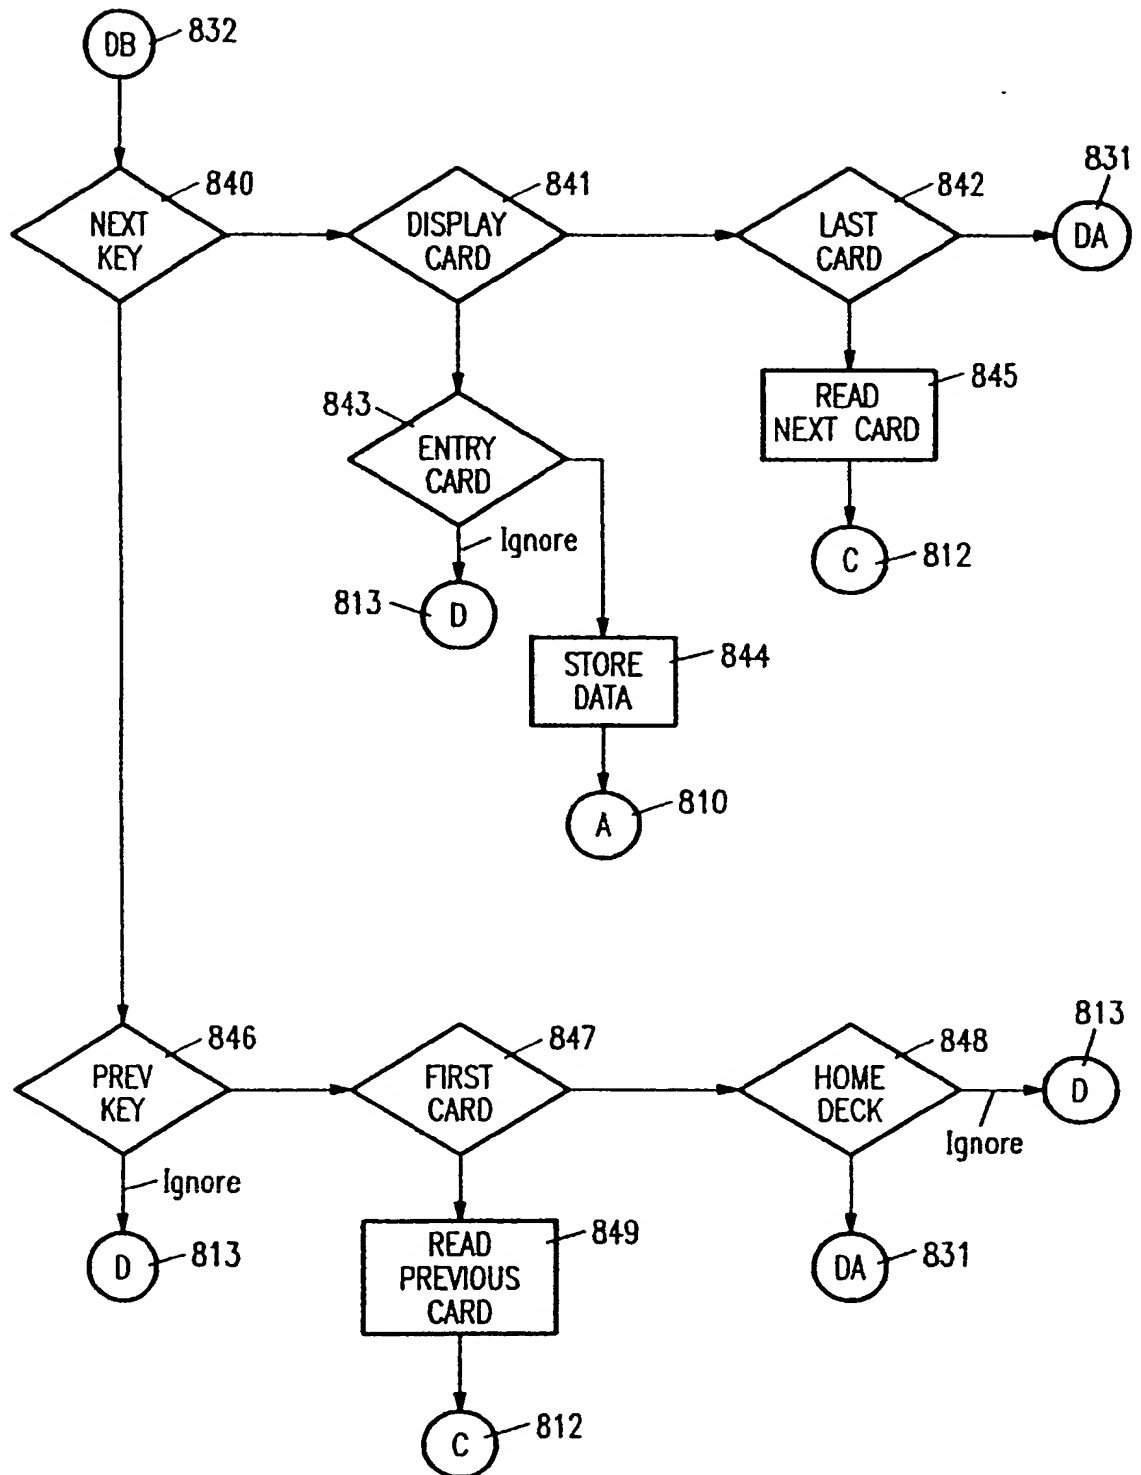 DB
832
NEXT
KEY
840
DISPLAY
CARD
841
LAST
CARD
842
831
DA
843
ENTRY
CARD
READ
NEXT CARD
845
Ignore
813
D
C
812
STORE
DATA
844
A
810
PREV
KEY
846
FIRST
CARD
847
HOME
DECK
848
813
D
Ignore
Ignore
D
813
READ
PREVIOUS
CARD
849
DA
831
C
812